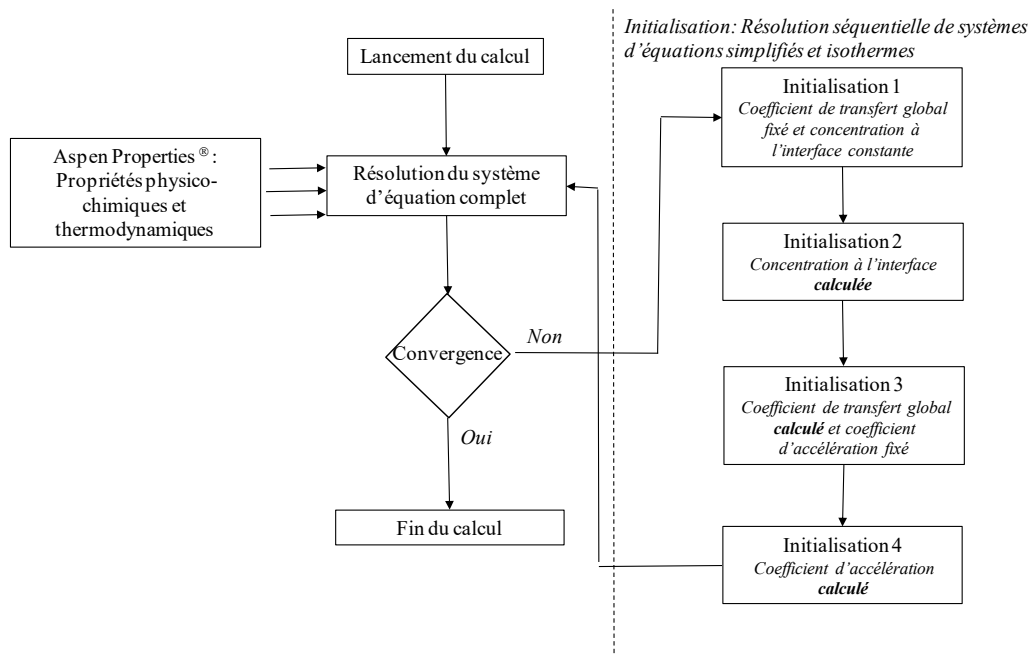 Initialisation: Résolution séquentielle de systèmes
d'équations simplifiés et isothermes
Lancement du calcul
Aspen Properties ® :
Propriétés physico-
chimiques et
thermodynamiques
Résolution du système
d'équation complet
Convergence
Non
Oui
Fin du calcul
Initialisation 1
Coefficient de transfert global
fixé et concentration à
l'interface constante
Initialisation 2
Concentration à l'interface
calculée
Initialisation 3
Coefficient de transfert global
calculé et coefficient
d'accélération fixé
Initialisation 4
Coefficient d'accélération
calculé